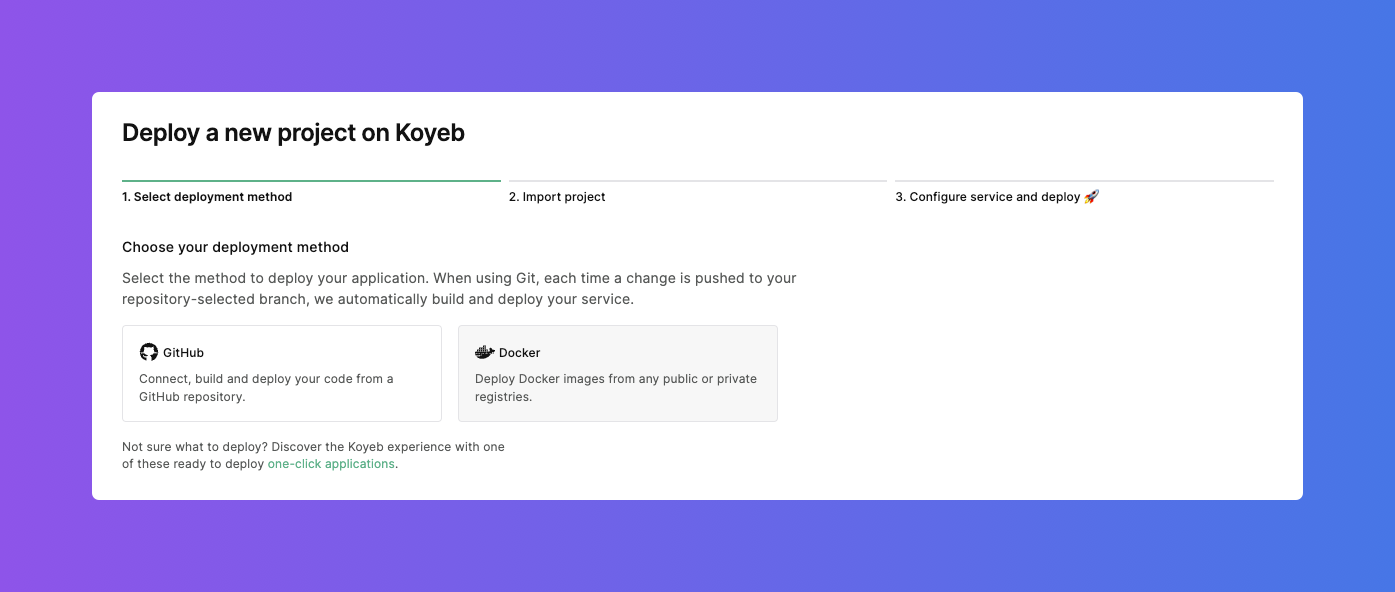 Deploy a new project on Koyeb
1. Select deployment method
2. Import project
3. Configure service and deploy 🚀
Choose your deployment method
Select the method to deploy your application. When using Git, each time a change is pushed to your
repository-selected branch, we automatically build and deploy your service.
GitHub
Connect, build and deploy your code from a
GitHub repository.
Docker
Deploy Docker images from any public or private
registries.
Not sure what to deploy? Discover the Koyeb experience with one
of these ready to deploy one-click applications.